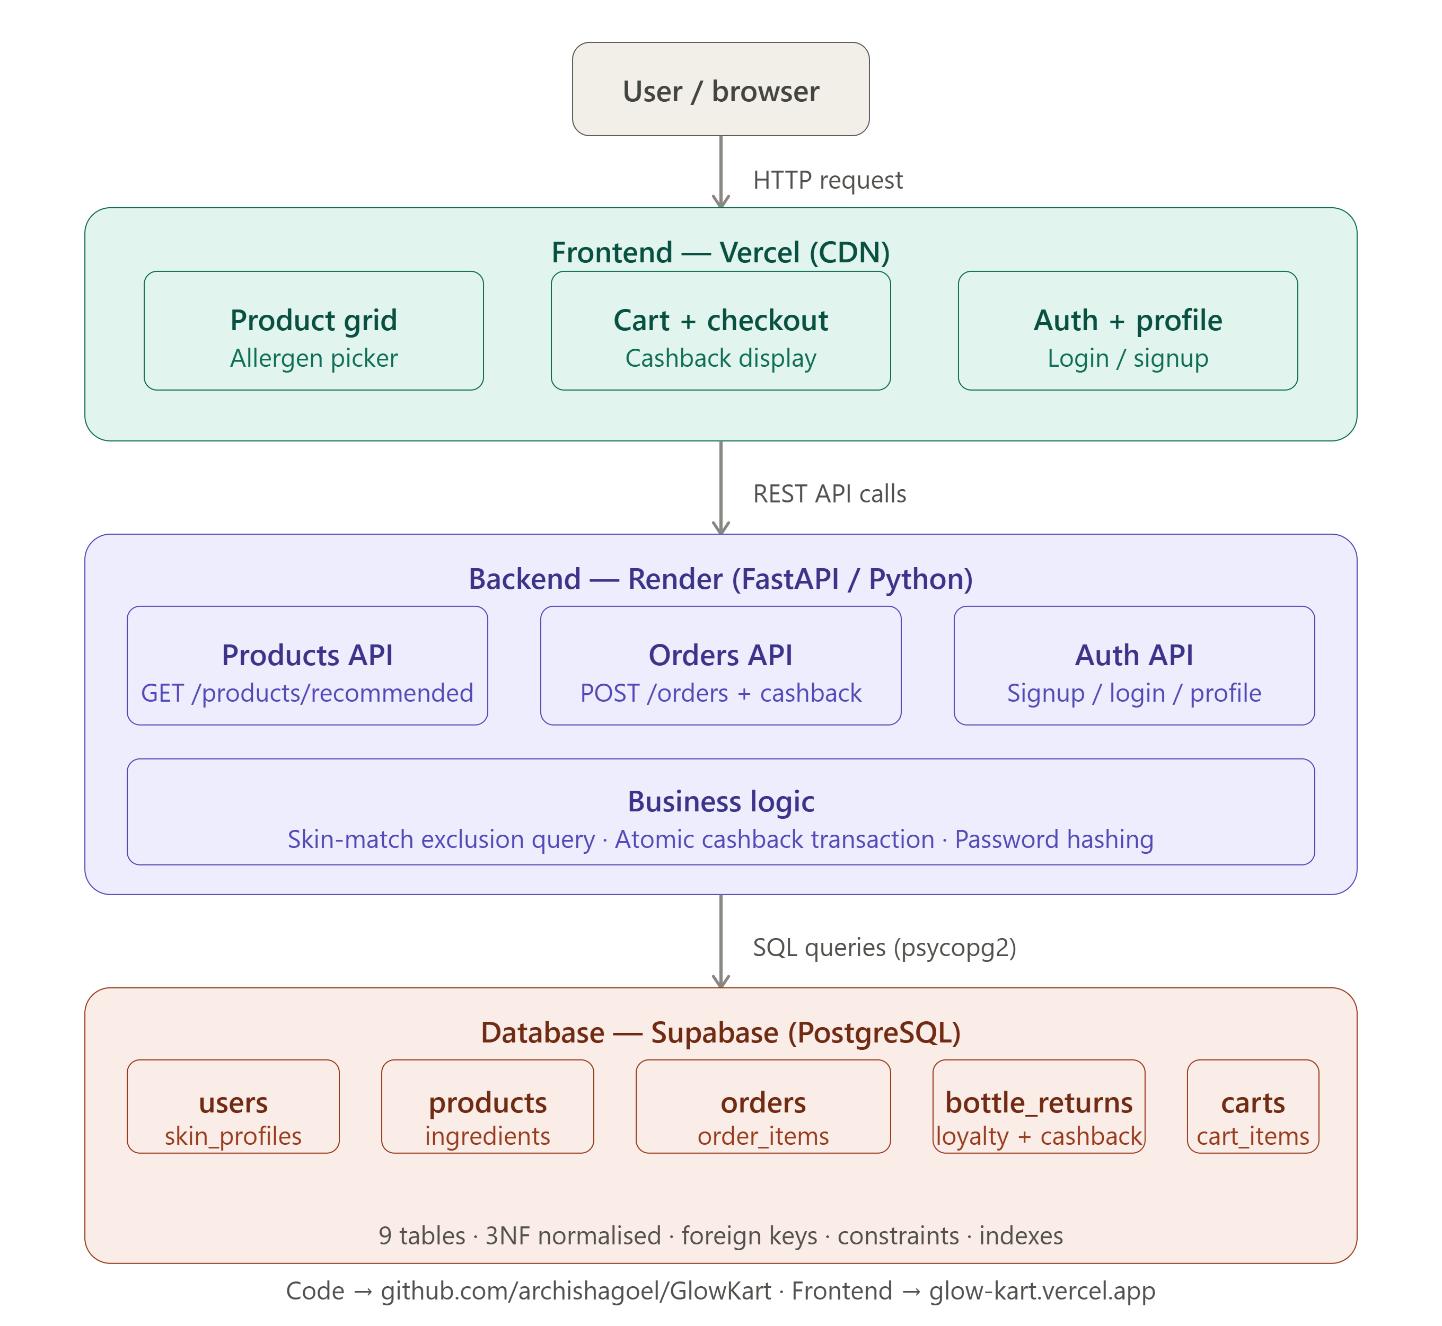 User / browser
HTTP request
Frontend — Vercel (CDN)
Product grid
Allergen picker
Cart + checkout
Cashback display
Auth + profile
Login / signup
REST API calls
Backend — Render (FastAPI / Python)
Products API
GET /products/recommended
Orders API
POST /orders + cashback
Auth API
Signup / login / profile
Business logic
Skin-match exclusion query · Atomic cashback transaction · Password hashing
SQL queries (psycopg2)
Database — Supabase (PostgreSQL)
users
skin_profiles
products
ingredients
orders
order_items
bottle_returns
loyalty + cashback
carts
cart_items
9 tables · 3NF normalised · foreign keys · constraints · indexes
Code → github.com/archishagoel/GlowKart · Frontend → glow-kart.vercel.app